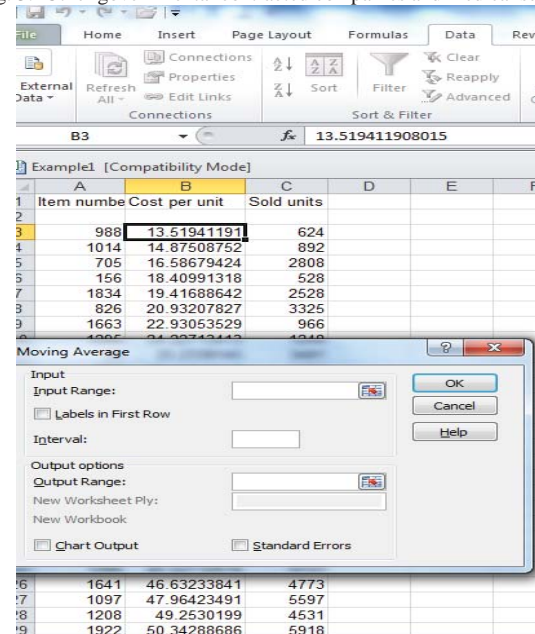 File Home Insert Page Layout Formulas Data Rev
Connections Clear
Properties Reapply
External Refresh Edit Links Sort Filter Advanced
Data All
Connections Sort & Filter
B3 fx 13.519411908015
Example1 [Compatibility Mode]
A B C D E F
1 Item numbe Cost per unit Sold units
2
3 988 13.51941191 624
4 1014 14.87508752 892
5 705 16.58679424 2808
6 156 18.40991318 528
7 1834 19.41688642 2528
8 826 20.93207827 3325
9 1663 22.93053529 966
Moving Average
Input
Input Range:
Labels in First Row
Interval:
OK
Cancel
Help
Output options
Output Range:
New Worksheet Ply:
New Workbook
Chart Output Standard Errors
26 1641 46.63233841 4773
27 1097 47.96423491 5597
28 1208 49.2530199 4531
29 1922 50.34288686 5918